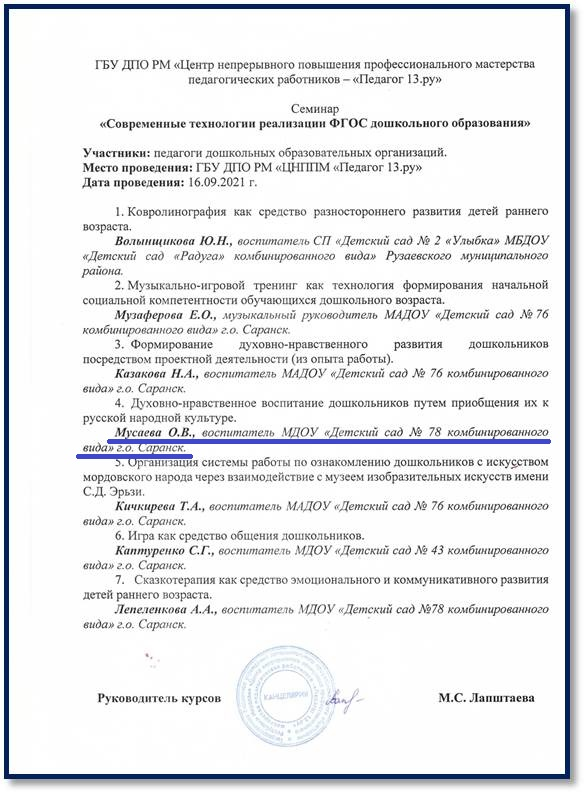 ГБУ ДПО РМ «Центр непрерывного повышения профессионального мастерства
педагогических работников – «Педагог 13.ру»
Семинар
«Современные технологии реализации ФГОС дошкольного образования»
Участники: педагоги дошкольных образовательных организаций.
Место проведения: ГБУ ДПО РМ «ЦНППМ «Педагог 13.ру»
Дата проведения: 16.09.2021 г.
1. Ковролинография как средство разностороннего развития детей раннего
возраста.
Волынщикова Ю.Н., воспитатель СП «Детский сад № 2 «Улыбка» МБДОУ
«Детский сад «Радуга» комбинированного вида» Рузаевского муниципального
района.
2. Музыкально-игровой тренинг как технология формирования начальной
социальной компетентности обучающихся дошкольного возраста.
Музаферова Е.О., музыкальный руководитель МАДОУ «Детский сад № 76
комбинированного вида» г.о. Саранск.
3. Формирование духовно-нравственного развития дошкольников
посредством проектной деятельности (из опыта работы).
Казакова Н.А., воспитатель МАДОУ «Детский сад № 76 комбинированного
вида» г.о. Саранск.
4. Духовно-нравственное воспитание дошкольников путем приобщения их к
русской народной культуре.
Мусаева О.В., воспитатель МДОУ «Детский сад № 78 комбинированного
вида» г.о. Саранск.
5. Организация системы работы по ознакомлению дошкольников с искусством
мордовского народа через взаимодействие с музеем изобразительных искусств имени
С.Д. Эрьзи.
Кичкирева Т.А., воспитатель МАДОУ «Детский сад № 76 комбинированного
вида» г.о. Саранск.
6. Игра как средство общения дошкольников.
Каптуренко С.Г., воспитатель МДОУ «Детский сад № 43 комбинированного
вида» г.о. Саранск.
7. Сказкотерапия как средство эмоционального и коммуникативного развития
детей раннего возраста.
Лепеленкова А.А., воспитатель МДОУ «Детский сад №78 комбинированного
вида» г.о. Саранск.
Руководитель курсов
КАНЦЕЛЯРИЯ
М.С. Лапштаева